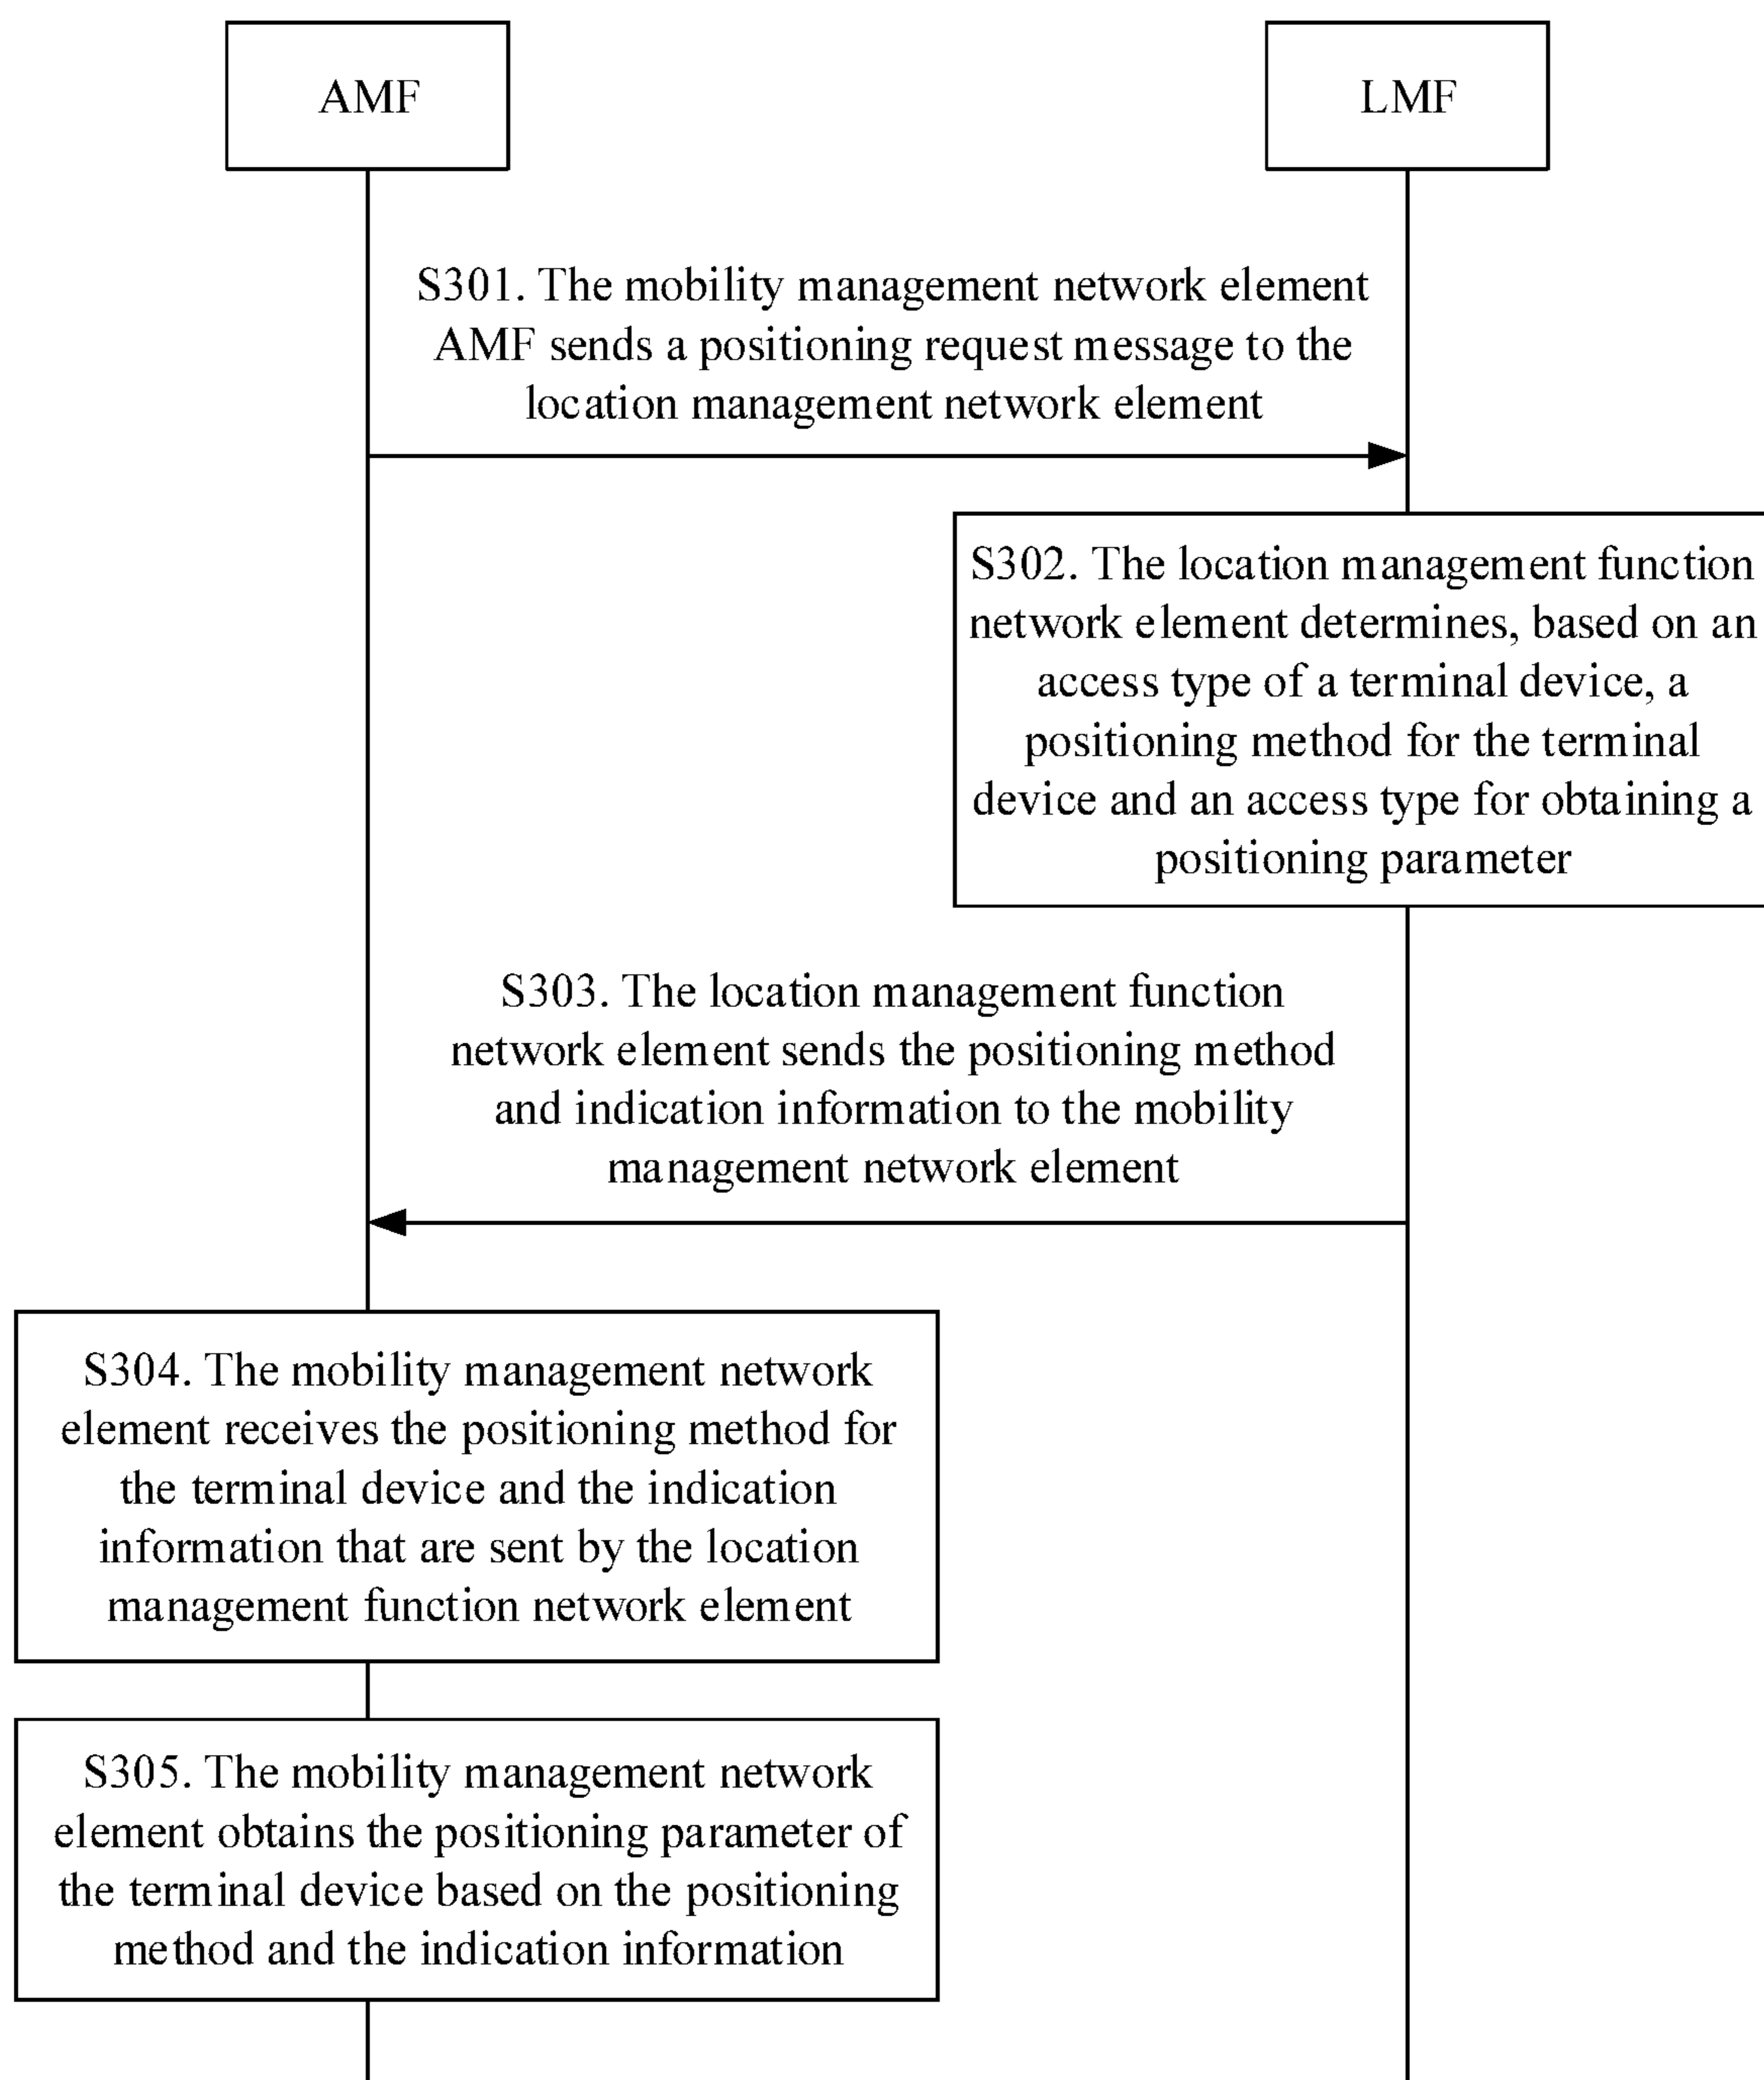 AMF
LMF
S301. The mobility management network element
AMF sends a positioning request message to the
location management network element
S302. The location management function
network element determines, based on an
access type of a terminal device, a
positioning method for the terminal
device and an access type for obtaining a
positioning parameter
S303. The location management function
network element sends the positioning method
and indication information to the mobility
management network element
S304. The mobility management network
element receives the positioning method for
the terminal device and the indication
information that are sent by the location
management function network element
S305. The mobility management network
element obtains the positioning parameter of
the terminal device based on the positioning
method and the indication information